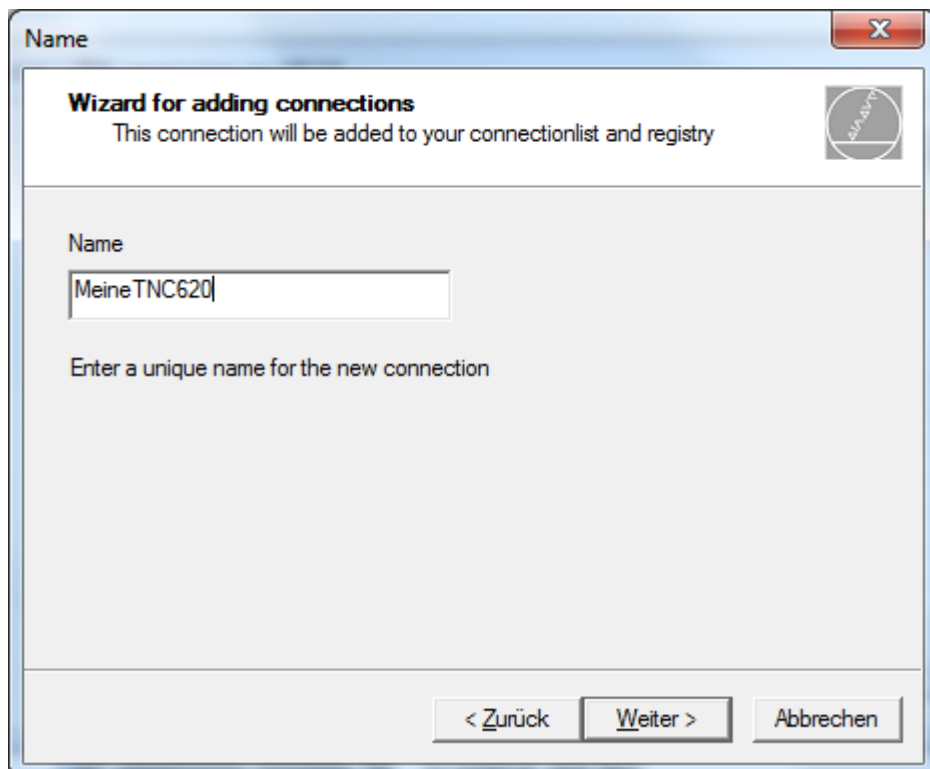 Name
Wizard for adding connections
This connection will be added to your connectionlist and registry
Name
MeineTNC620
Enter a unique name for the new connection
< Zurück
Weiter >
Abbrechen